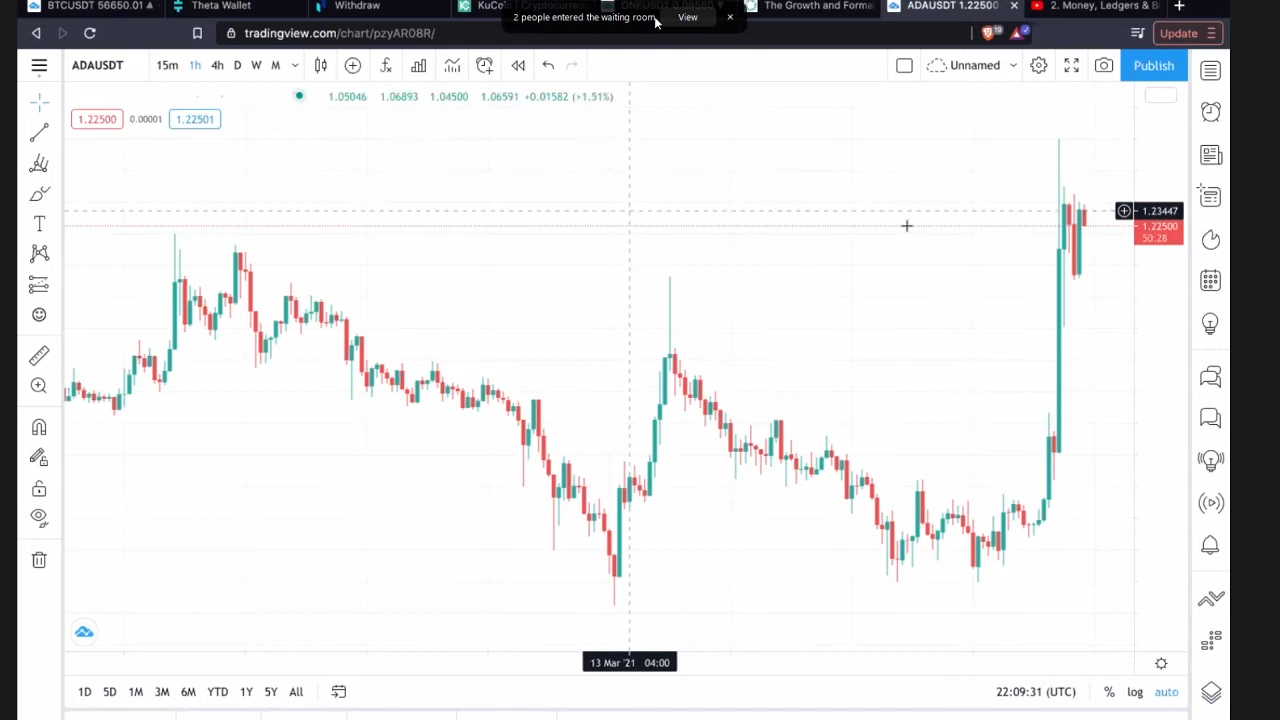 BTCUSDT 56650.01
Theta Wallet
Withdraw
KuCoin
The Growth and Forma
ADAUSDT 1.22500
2. Money, Ledgers & B
2 people entered the waiting room
View
tradingview.com/chart/pzyAR08R/
19
Update
ADAUSDT
15m 1h 4h D W M
Unnamed
Publish
1.05046 1.06893 1.04500 1.06591 +0.01582 (+1.51%)
1.22500 0.00001 1.22501
1.23447
1.22500
50:28
13 Mar '21 04:00
1D 5D 1M 3M 6M YTD 1Y 5Y All
22:09:31 (UTC) % log auto